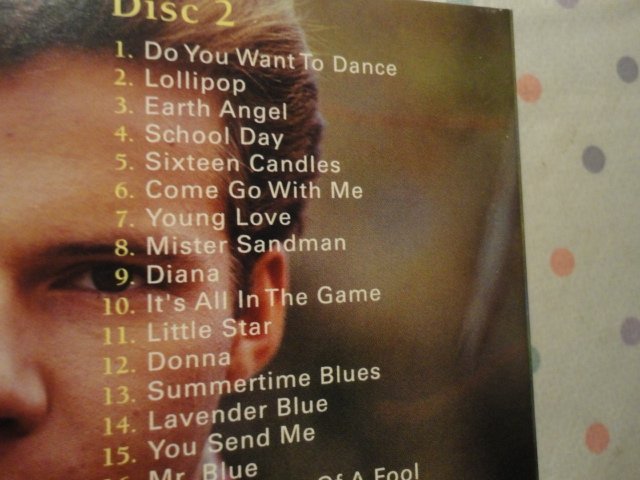 Disc 2
1. Do You Want To Dance
2. Lollipop
3. Earth Angel
4. School Day
5. Sixteen Candles
6. Come Go With Me
7. Young Love
8. Mister Sandman
9. Diana
10. It's All In The Game
11. Little Star
12. Donna
13. Summertime Blues
14. Lavender Blue
15. You Send Me
16. Mr. Blue
Of A Fool